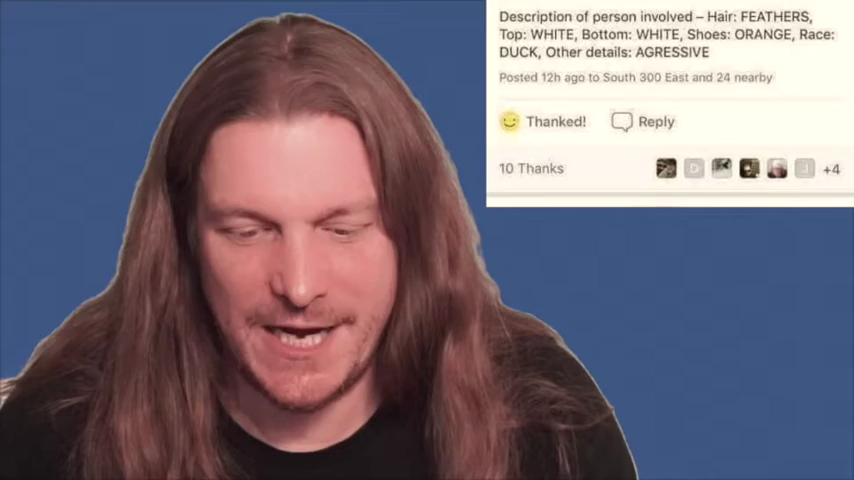 Description of person involved – Hair: FEATHERS,
Top: WHITE, Bottom: WHITE, Shoes: ORANGE, Race:
DUCK, Other details: AGRESSIVE
Posted 12h ago to South 300 East and 24 nearby
Thanked! Reply
10 Thanks D J +4